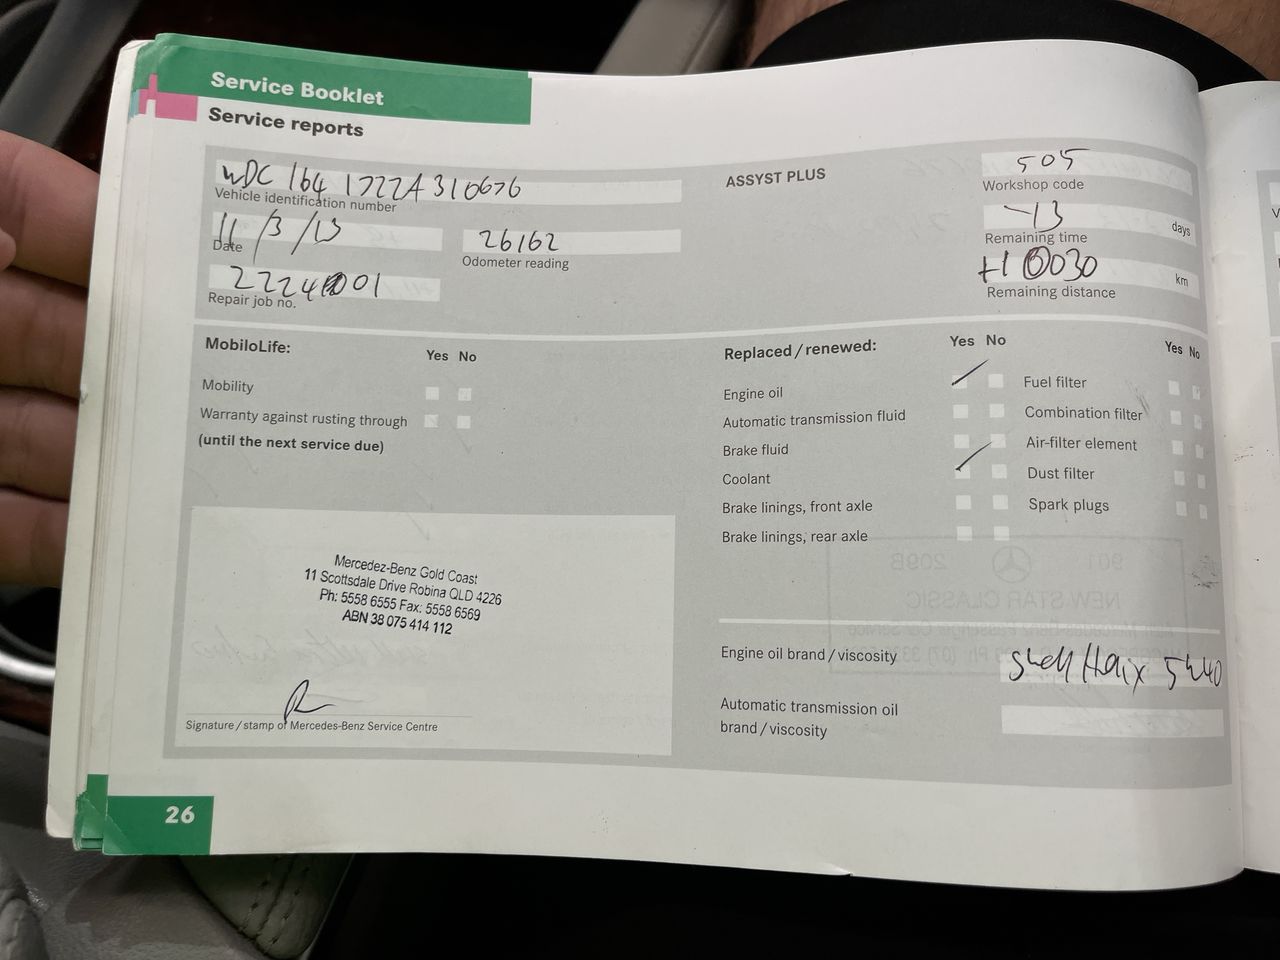 Service Booklet
Service reports
WDC 164 1722A 310676
Vehicle identification number
11/3/13
Date
26162
Odometer reading
Repair job no.
ASSYST PLUS
505
Workshop code
-13 days
Remaining time
+10030 km
Remaining distance
MobiloLife: Yes No
Mobility
Warranty against rusting through
(until the next service due)
Replaced/renewed: Yes No Yes No
Engine oil Fuel filter
Automatic transmission fluid Combination filter
Brake fluid Air-filter element
Coolant Dust filter
Brake linings, front axle Spark plugs
Brake linings, rear axle
Mercedez-Benz Gold Coast
11 Scottsdale Drive Robina QLD 4226
Ph: 5558 6555 Fax: 5558 6569
ABN 38 075 414 112
Signature/stamp of Mercedes-Benz Service Centre
Engine oil brand/viscosity Shell Helix 5W40
Automatic transmission oil
brand/viscosity
26